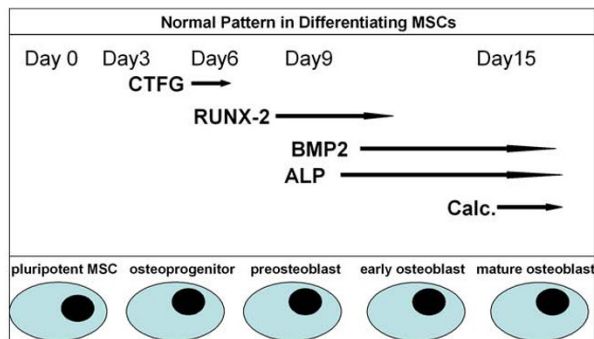 Normal Pattern in Differentiating MSCs
Day 0 Day3 Day6 Day9 Day15
CTFG
RUNX-2
BMP2
ALP
Calc.
pluripotent MSC osteoprogenitor preosteoblast early osteoblast mature osteoblast